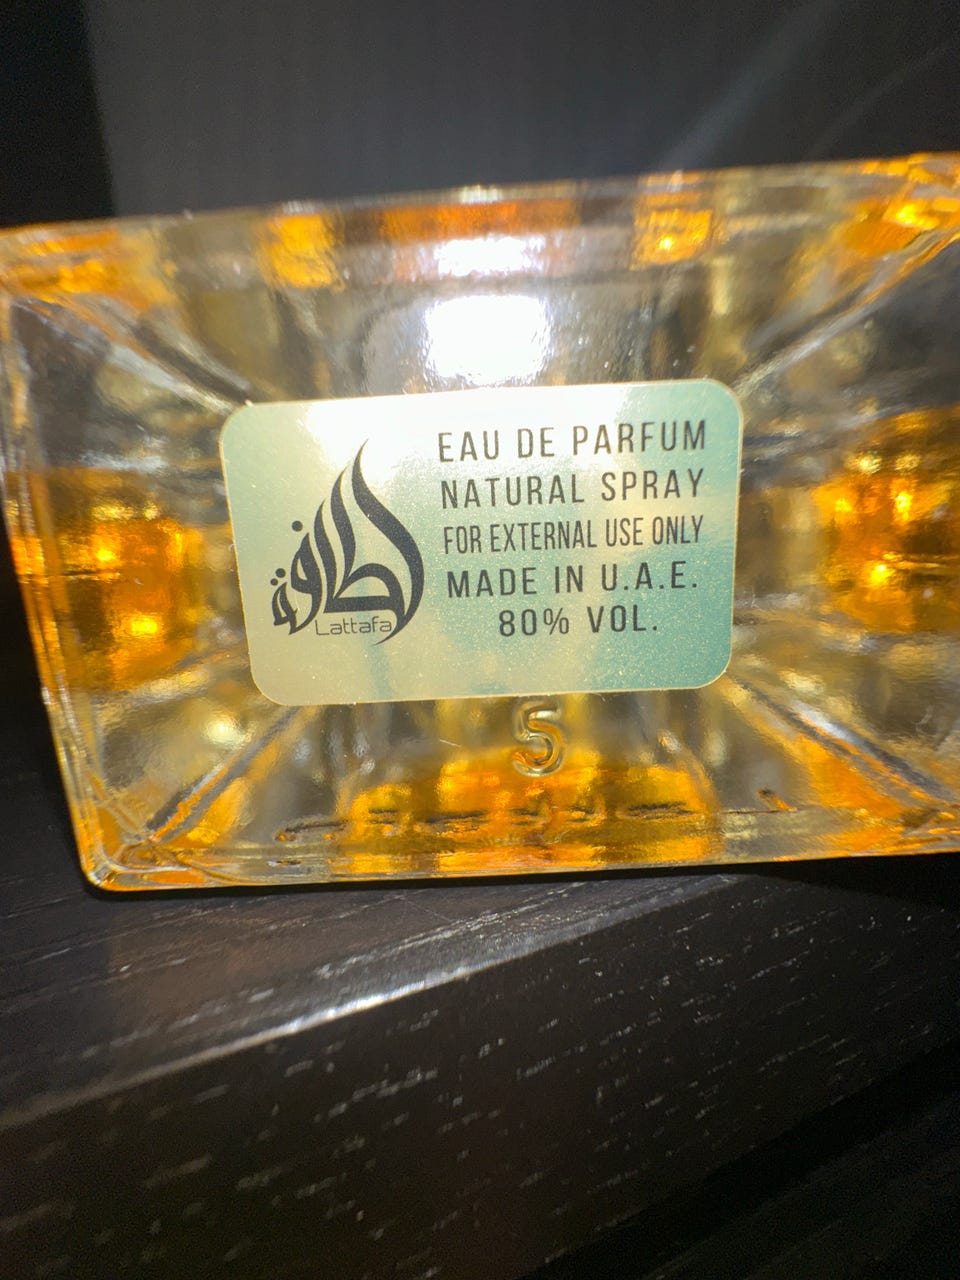 لطافة
Lattafa
EAU DE PARFUM
NATURAL SPRAY
FOR EXTERNAL USE ONLY
MADE IN U.A.E.
80% VOL.
5